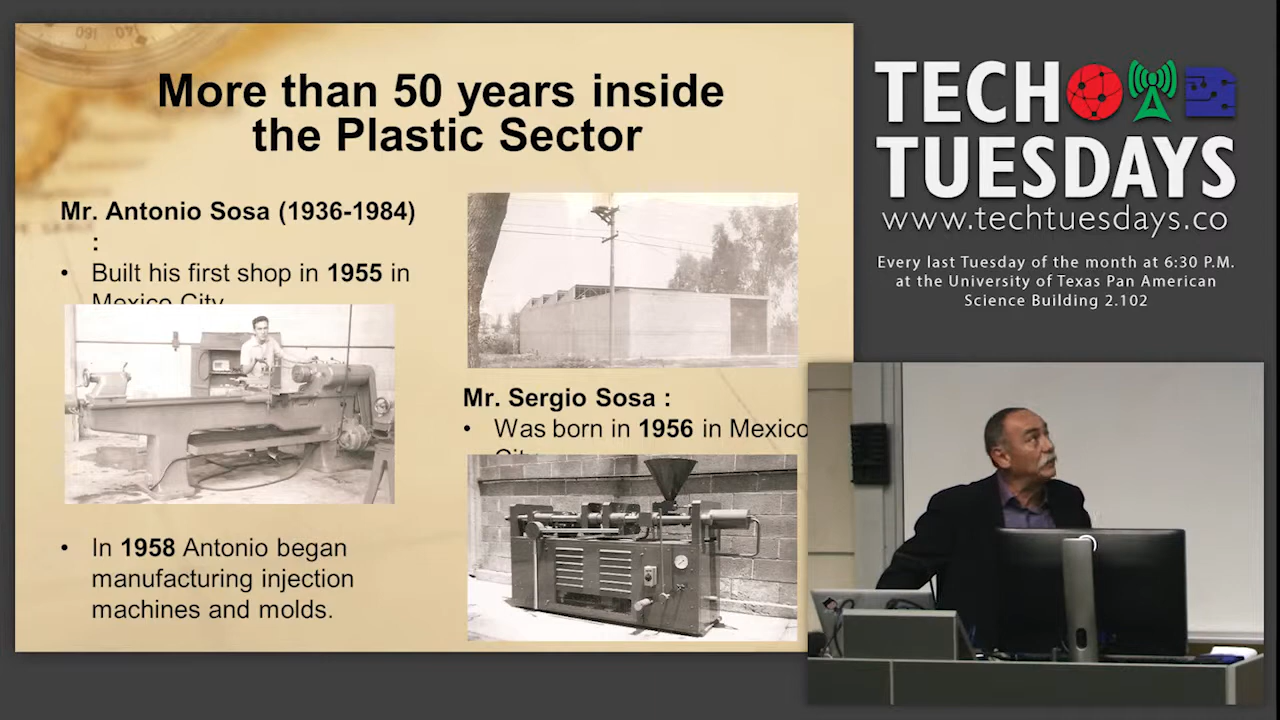 More than 50 years inside
the Plastic Sector
Mr. Antonio Sosa (1936-1984)
:
• Built his first shop in 1955 in
Mexico City
• In 1958 Antonio began
manufacturing injection
machines and molds.
Mr. Sergio Sosa :
• Was born in 1956 in Mexico
City
TECH
TUESDAYS
www.techtuesdays.co
Every last Tuesday of the month at 6:30 P.M.
at the University of Texas Pan American
Science Building 2.102